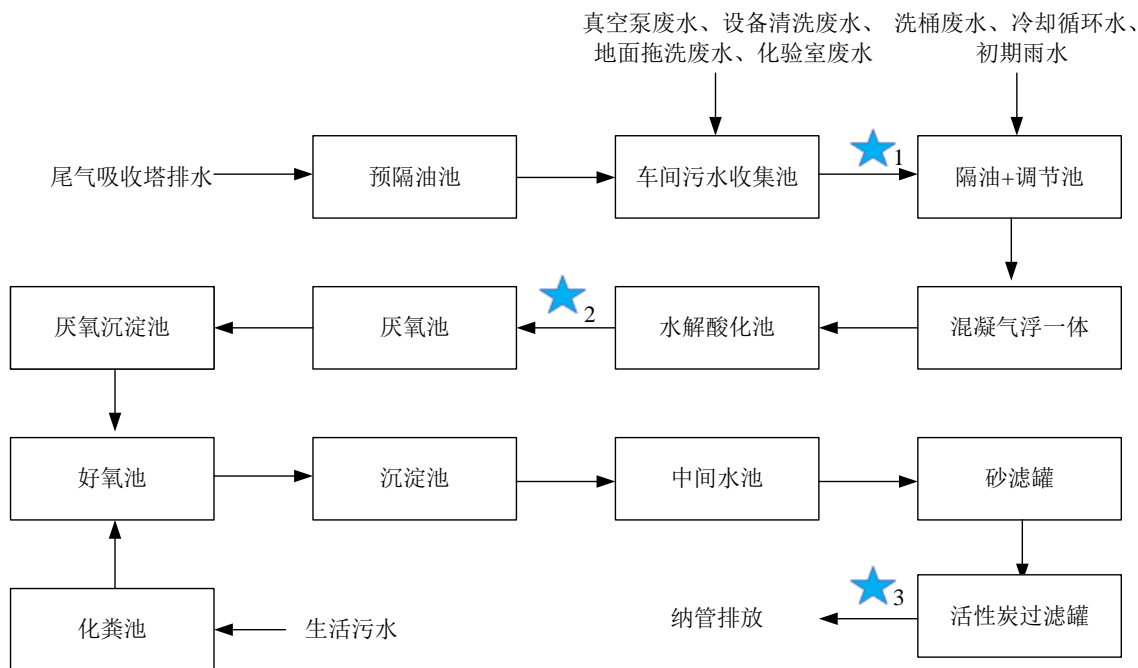 真空泵废水、设备清洗废水、
地面拖洗废水、化验室废水
洗桶废水、冷却循环水、
初期雨水
尾气吸收塔排水
预隔油池
车间污水收集池
1
隔油+调节池
厌氧沉淀池
厌氧池
2
水解酸化池
混凝气浮一体
好氧池
沉淀池
中间水池
砂滤罐
化粪池
生活污水
纳管排放
3
活性炭过滤罐